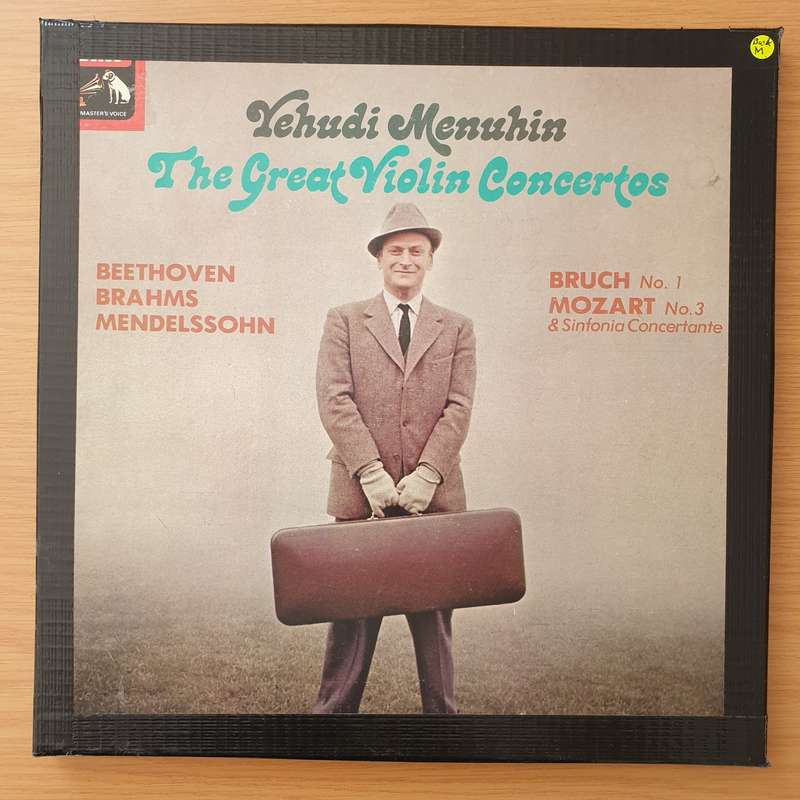 MASTER'S VOICE
Yehudi Menuhin
The Great Violin Concertos
BEETHOVEN
BRAHMS
MENDELSSOHN
BRUCH No. 1
MOZART No.3
& Sinfonia Concertante
M